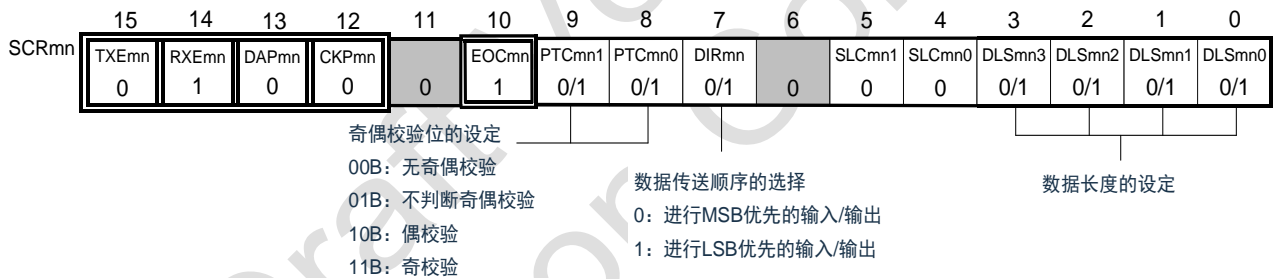 15 14 13 12 11 10 9 8 7 6 5 4 3 2 1 0
SCRmn TXEmn RXEmn DAPmn CKPmn EOCmn PTCmn1 PTCmn0 DIRmn SLCmn1 SLCmn0 DLSmn3 DLSmn2 DLSmn1 DLSmn0
0 1 0 0 0 1 0/1 0/1 0/1 0 0 0 0/1 0/1 0/1 0/1
奇偶校验位的设定
00B：无奇偶校验
01B：不判断奇偶校验
10B：偶校验
11B：奇校验
数据传送顺序的选择
0：进行MSB优先的输入/输出
1：进行LSB优先的输入/输出
数据长度的设定